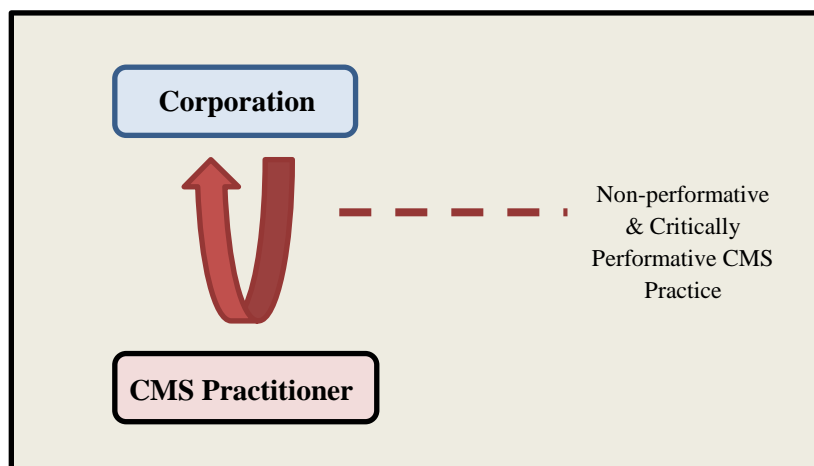 Corporation
Non-performative
& Critically
Performative CMS
Practice
CMS Practitioner